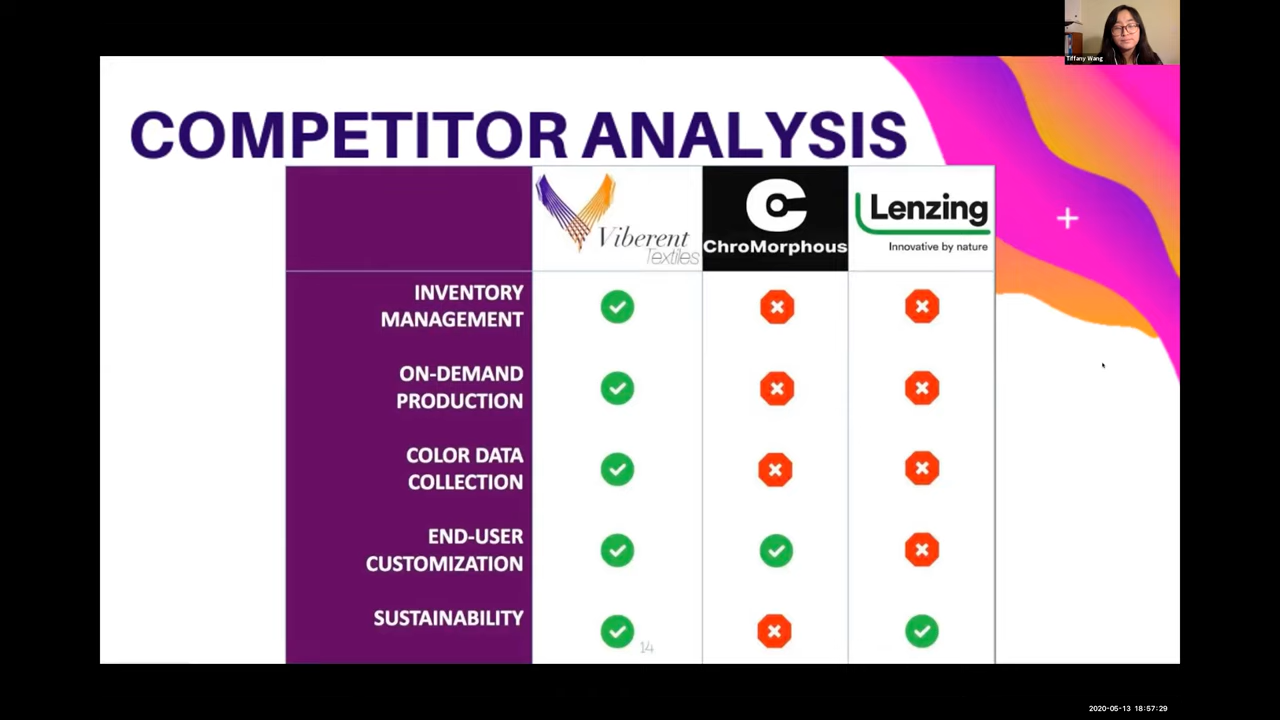 Tiffany Wang
COMPETITOR ANALYSIS
Viberent
Textiles
ChroMorphous
Lenzing
Innovative by nature
INVENTORY
MANAGEMENT
ON-DEMAND
PRODUCTION
COLOR DATA
COLLECTION
END-USER
CUSTOMIZATION
SUSTAINABILITY
14
2020-05-13 18:57:29